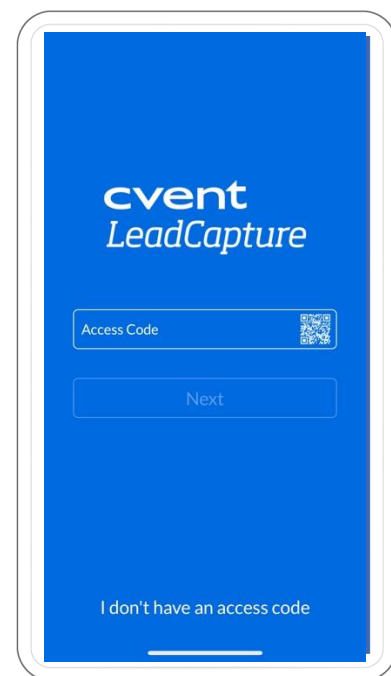 cvent
LeadCapture
Access Code
Next
I don't have an access code